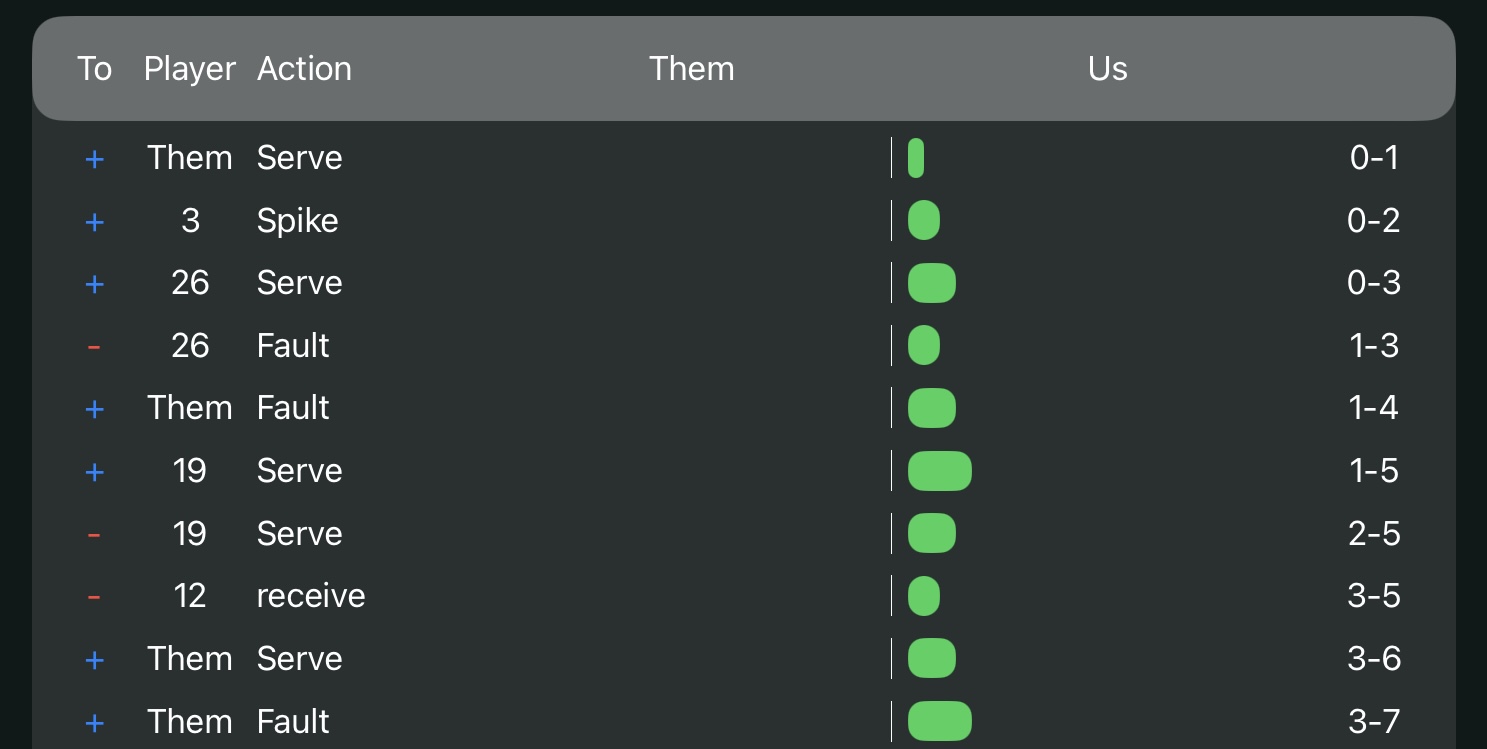 To Player Action Them Us
+ Them Serve 0-1
+ 3 Spike 0-2
+ 26 Serve 0-3
- 26 Fault 1-3
+ Them Fault 1-4
+ 19 Serve 1-5
- 19 Serve 2-5
- 12 receive 3-5
+ Them Serve 3-6
+ Them Fault 3-7